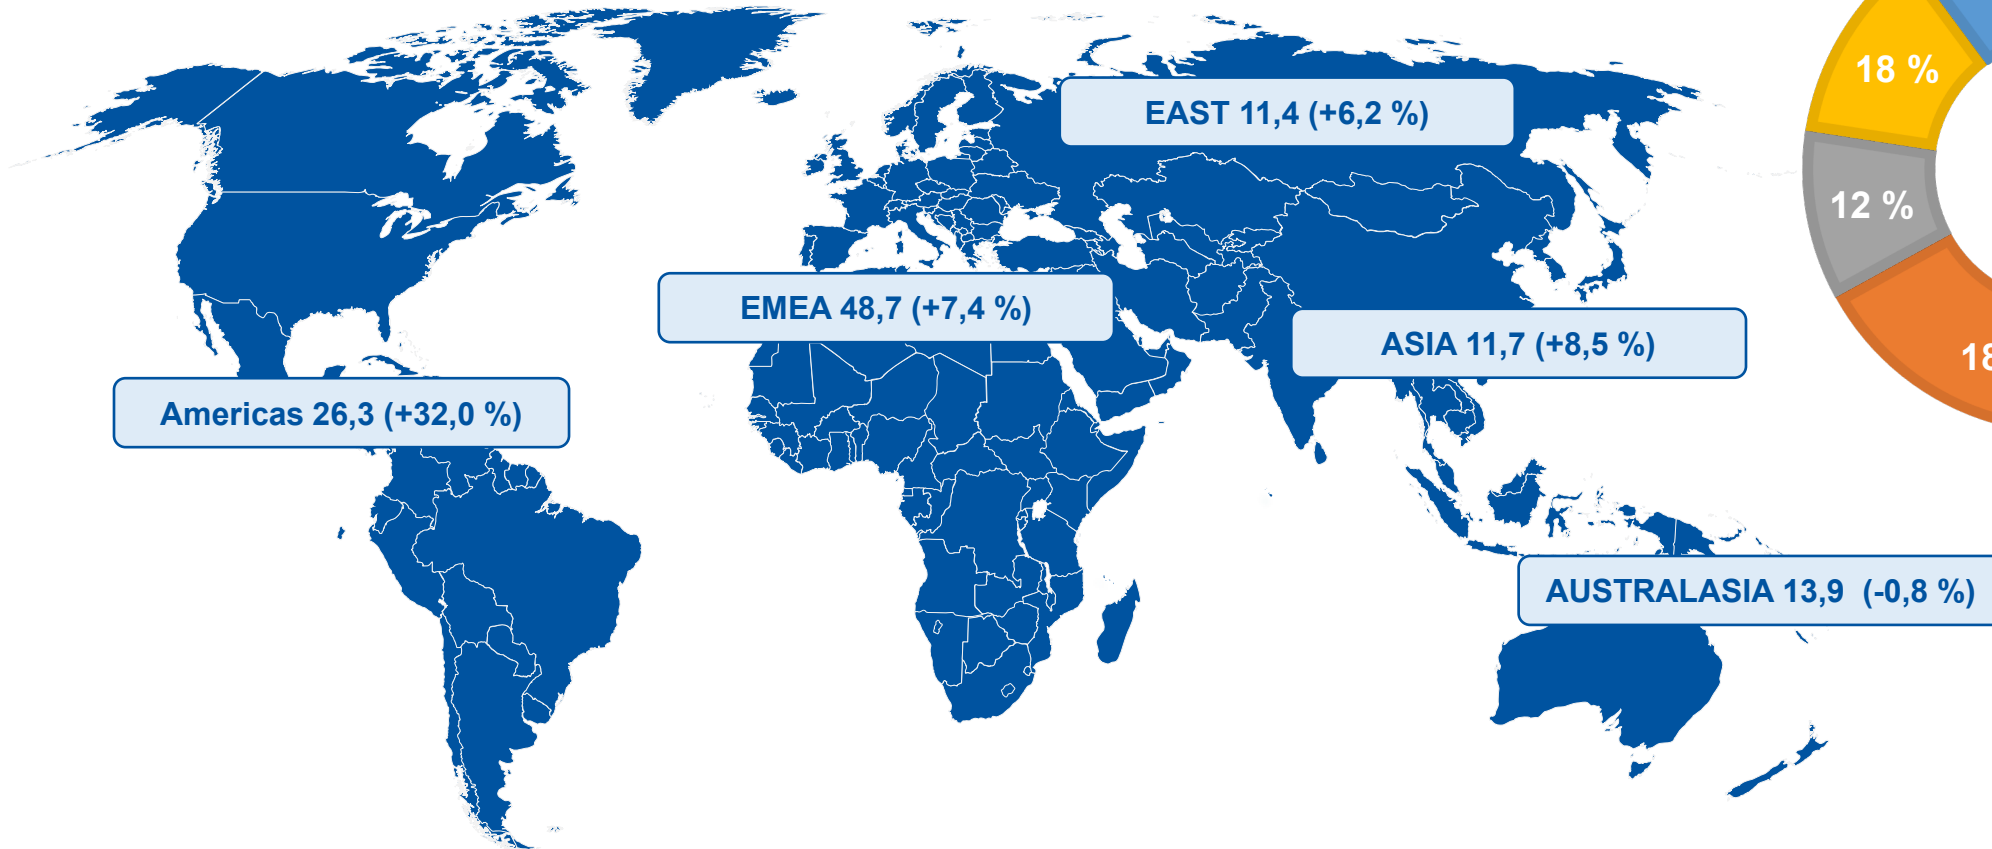 18 %
EAST 11,4 (+6,2 %)
12 %
EMEA 48,7 (+7,4 %)
ASIA 11,7 (+8,5 %)
Americas 26,3 (+32,0 %)
AUSTRALASIA 13,9  (-0,8 %)